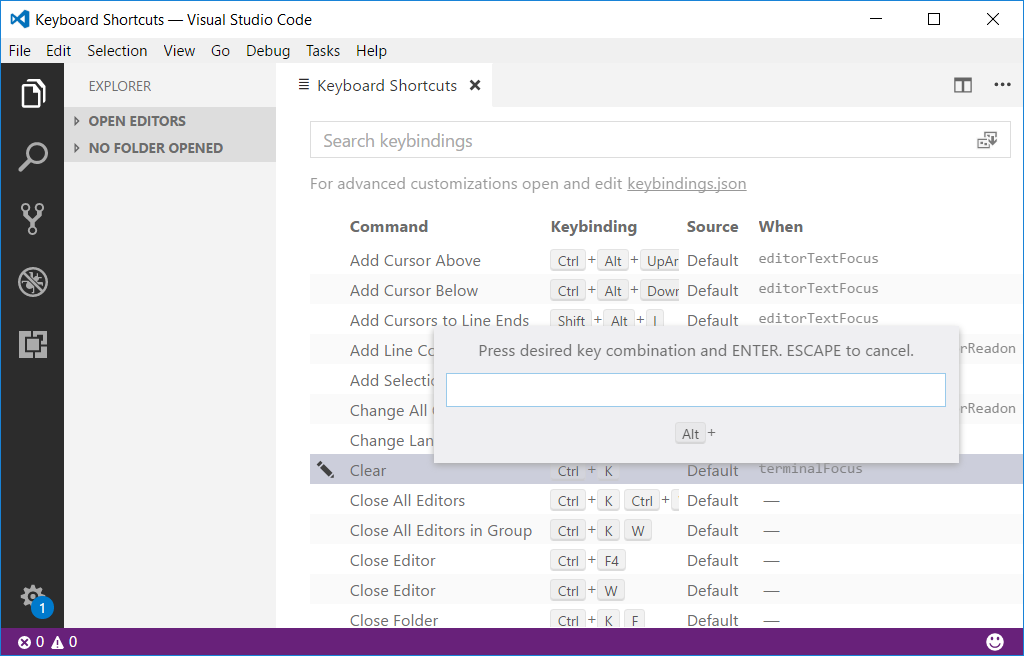 Keyboard Shortcuts — Visual Studio Code
File Edit Selection View Go Debug Tasks Help
EXPLORER
OPEN EDITORS
NO FOLDER OPENED
Keyboard Shortcuts
Search keybindings
For advanced customizations open and edit keybindings.json
Command Keybinding Source When
Add Cursor Above Ctrl + Alt + UpAr Default editorTextFocus
Add Cursor Below Ctrl + Alt + Down Default editorTextFocus
Add Cursors to Line Ends Shift + Alt + I Default editorTextFocus
Add Line Co rReadon
Add Selectio
Change All rReadon
Change Lan
Press desired key combination and ENTER. ESCAPE to cancel.
Alt +
Clear Ctrl + K Default terminalFocus
Close All Editors Ctrl + K Ctrl + Default —
Close All Editors in Group Ctrl + K W Default —
Close Editor Ctrl + F4 Default —
Close Editor Ctrl + W Default —
Close Folder Ctrl + K F Default —
1
0 0